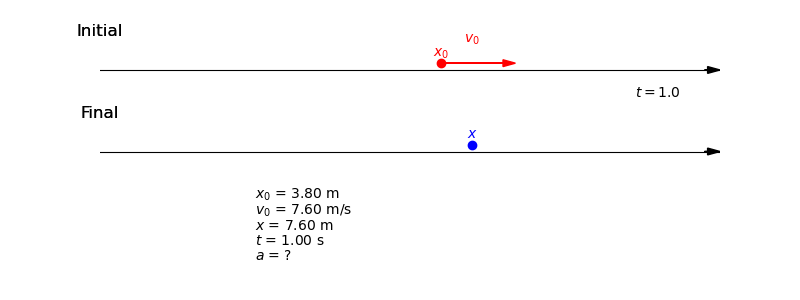 Initial
v₀
x₀
t = 1.0
Final
x
x₀ = 3.80 m
v₀ = 7.60 m/s
x = 7.60 m
t = 1.00 s
a = ?